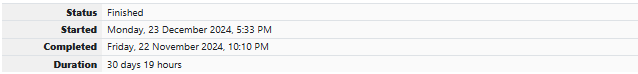 Status Finished
Started Monday, 23 December 2024, 5:33 PM
Completed Friday, 22 November 2024, 10:10 PM
Duration 30 days 19 hours